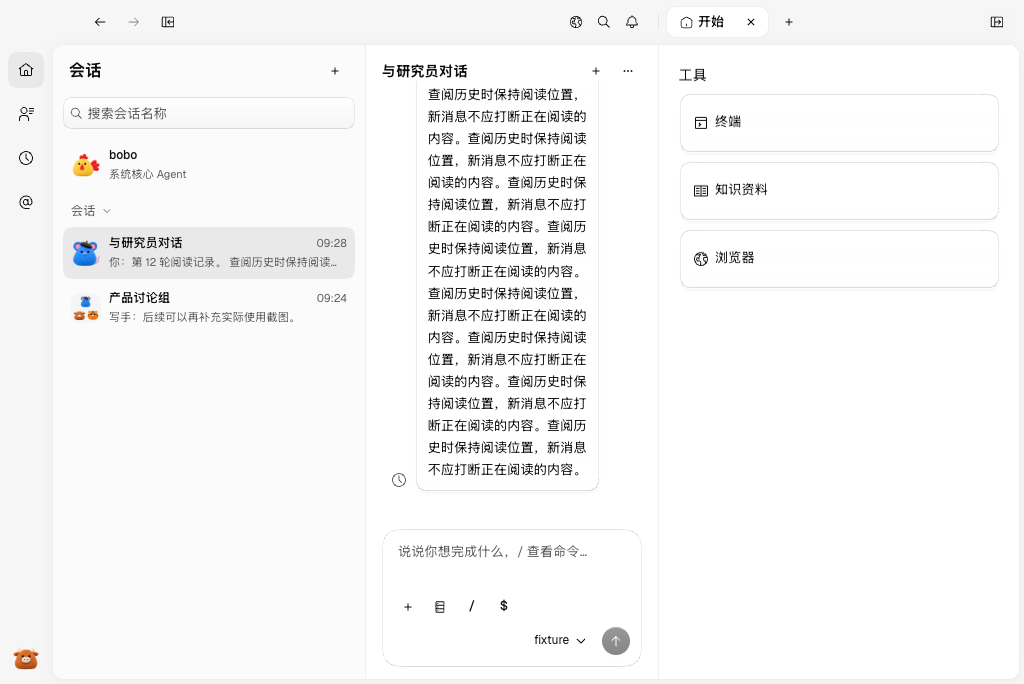 开始
会话
搜索会话名称
bobo
系统核心 Agent
会话
与研究员对话 09:28
你：第 12 轮阅读记录。 查阅历史时保持阅读...
产品讨论组 09:24
写手：后续可以再补充实际使用截图。
与研究员对话
查阅历史时保持阅读位置，
新消息不应打断正在阅读的
内容。查阅历史时保持阅读
位置，新消息不应打断正在
阅读的内容。查阅历史时保
持阅读位置，新消息不应打
断正在阅读的内容。查阅历
史时保持阅读位置，新消息
不应打断正在阅读的内容。
查阅历史时保持阅读位置，
新消息不应打断正在阅读的
内容。查阅历史时保持阅读
位置，新消息不应打断正在
阅读的内容。查阅历史时保
持阅读位置，新消息不应打
断正在阅读的内容。查阅历
史时保持阅读位置，新消息
不应打断正在阅读的内容。
说说你想完成什么，/ 查看命令...
/ $
fixture
工具
终端
知识资料
浏览器